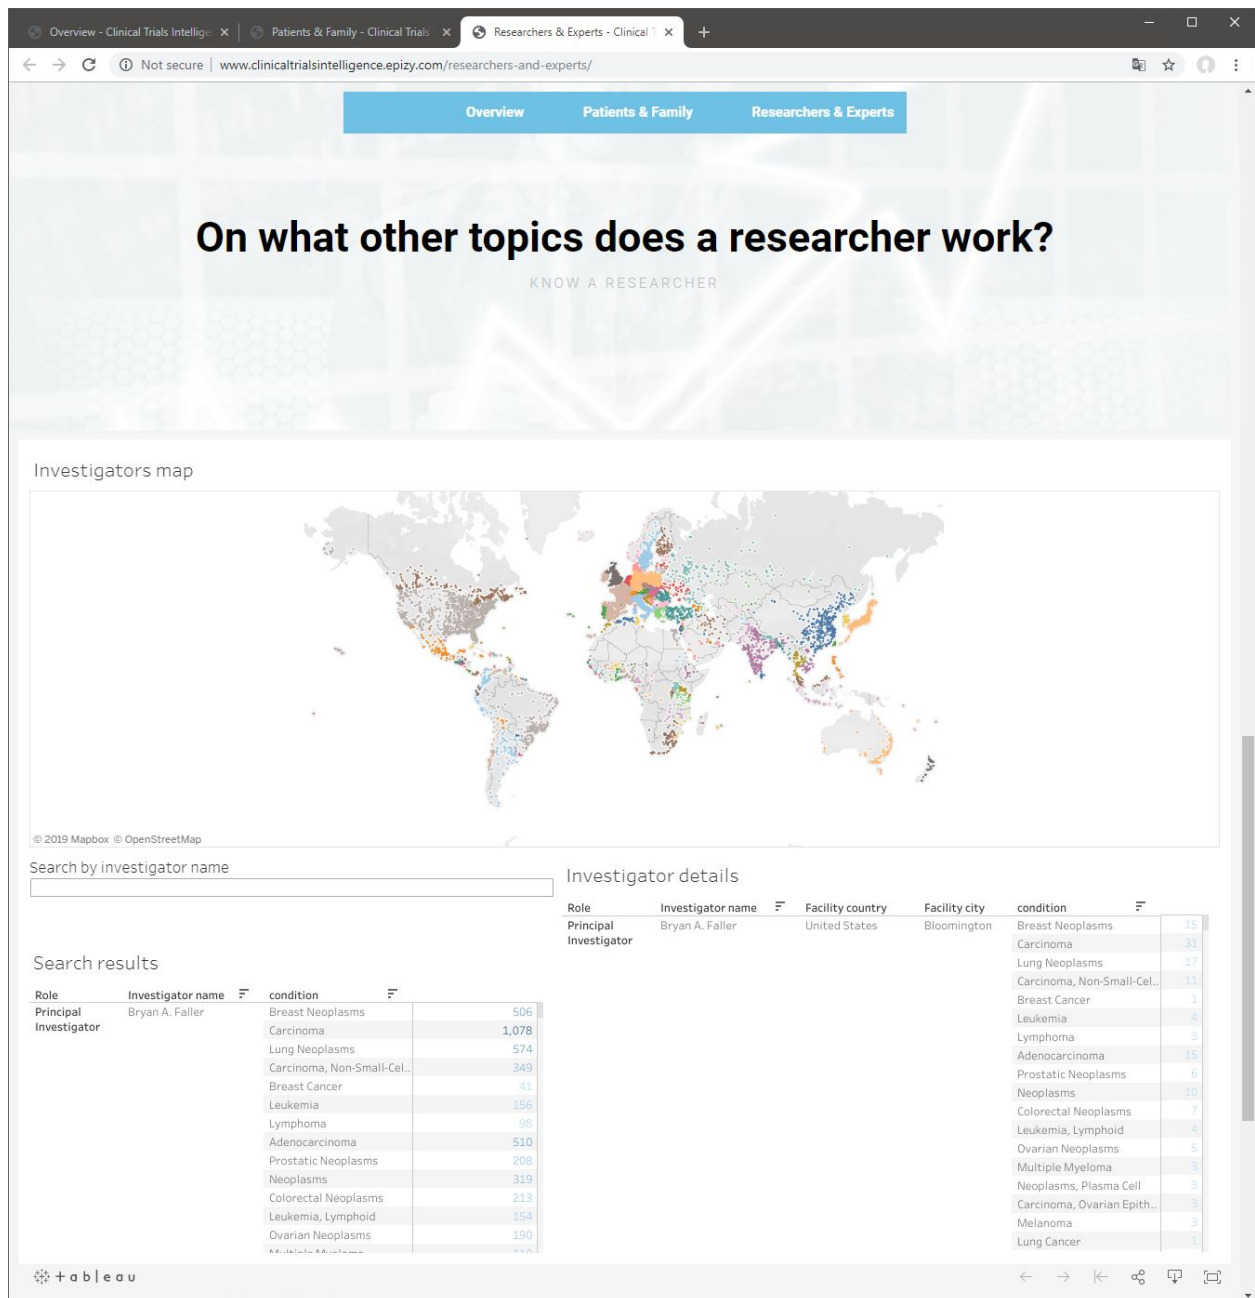 Overview - Clinical Trials Intellige
Patients & Family - Clinical Trials
Researchers & Experts - Clinical T
Not secure | www.clinicaltrialsintelligence.epizy.com/researchers-and-experts/
Overview Patients & Family Researchers & Experts
On what other topics does a researcher work?
KNOW A RESEARCHER
Investigators map
© 2019 Mapbox © OpenStreetMap
Search by investigator name
Search results
Role Investigator name condition
Principal Investigator Bryan A. Faller Breast Neoplasms 506
Carcinoma 1,078
Lung Neoplasms 574
Carcinoma, Non-Small-Cel.. 349
Breast Cancer 41
Leukemia 156
Lymphoma 98
Adenocarcinoma 510
Prostatic Neoplasms 208
Neoplasms 319
Colorectal Neoplasms 213
Leukemia, Lymphoid 154
Ovarian Neoplasms 190
Investigator details
Role Investigator name Facility country Facility city condition
Principal Investigator Bryan A. Faller United States Bloomington Breast Neoplasms 15
Carcinoma 31
Lung Neoplasms 17
Carcinoma, Non-Small-Cel.. 11
Breast Cancer 1
Leukemia 4
Lymphoma 3
Adenocarcinoma 15
Prostatic Neoplasms 6
Neoplasms 10
Colorectal Neoplasms 7
Leukemia, Lymphoid 4
Ovarian Neoplasms 5
Multiple Myeloma 3
Neoplasms, Plasma Cell 3
Carcinoma, Ovarian Epith.. 3
Melanoma 3
Lung Cancer 1
+ableau